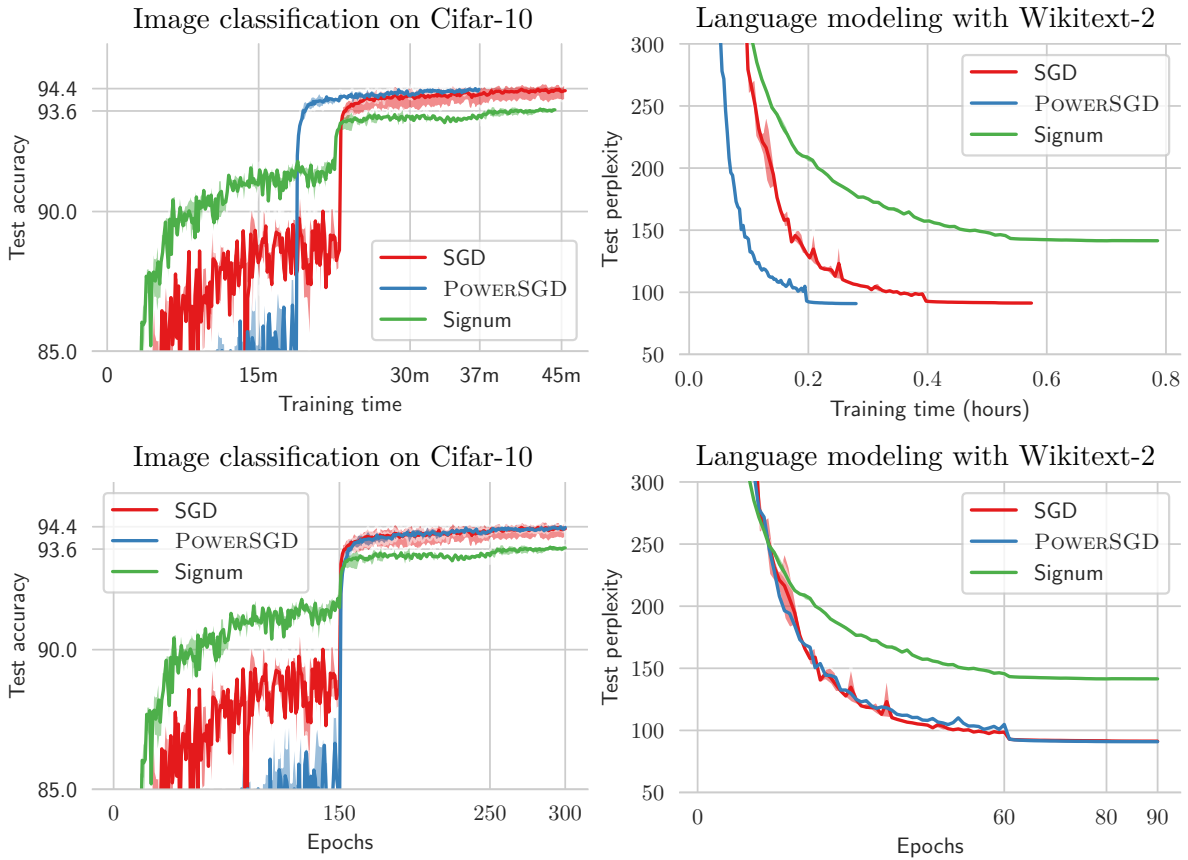 Image classification on Cifar-10
Test accuracy
94.4
93.6
90.0
85.0
SGD
POWERSGD
Signum
0 15m 30m 37m 45m
Training time
Language modeling with Wikitext-2
Test perplexity
300
250
200
150
100
50
SGD
POWERSGD
Signum
0.0 0.2 0.4 0.6 0.8
Training time (hours)
Image classification on Cifar-10
Test accuracy
94.4
93.6
90.0
85.0
SGD
POWERSGD
Signum
0 150 250 300
Epochs
Language modeling with Wikitext-2
Test perplexity
300
250
200
150
100
50
SGD
POWERSGD
Signum
0 60 80 90
Epochs